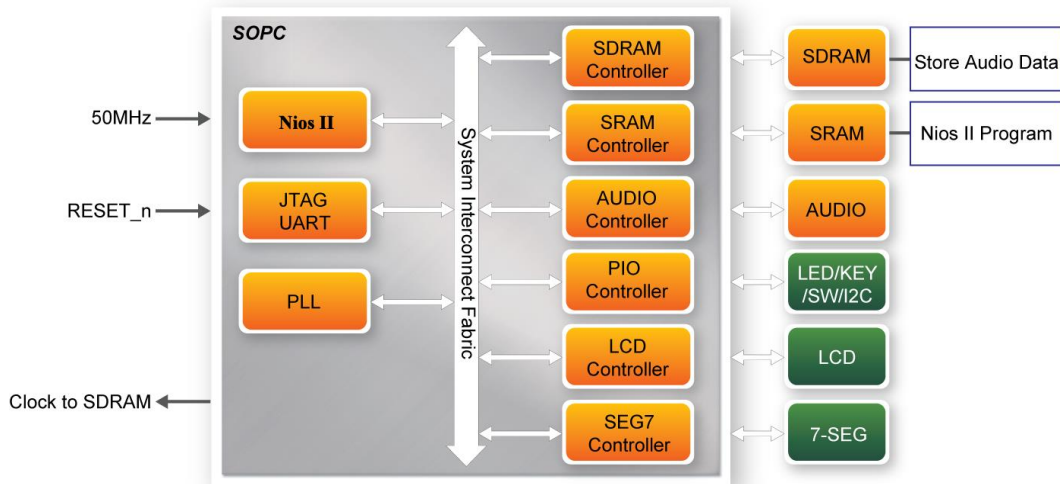 SOPC
50MHz
RESET_n
Clock to SDRAM
Nios II
JTAG
UART
PLL
System Interconnect Fabric
SDRAM
Controller
SRAM
Controller
AUDIO
Controller
PIO
Controller
LCD
Controller
SEG7
Controller
SDRAM
SRAM
AUDIO
LED/KEY
/SW/I2C
LCD
7-SEG
Store Audio Data
Nios II Program